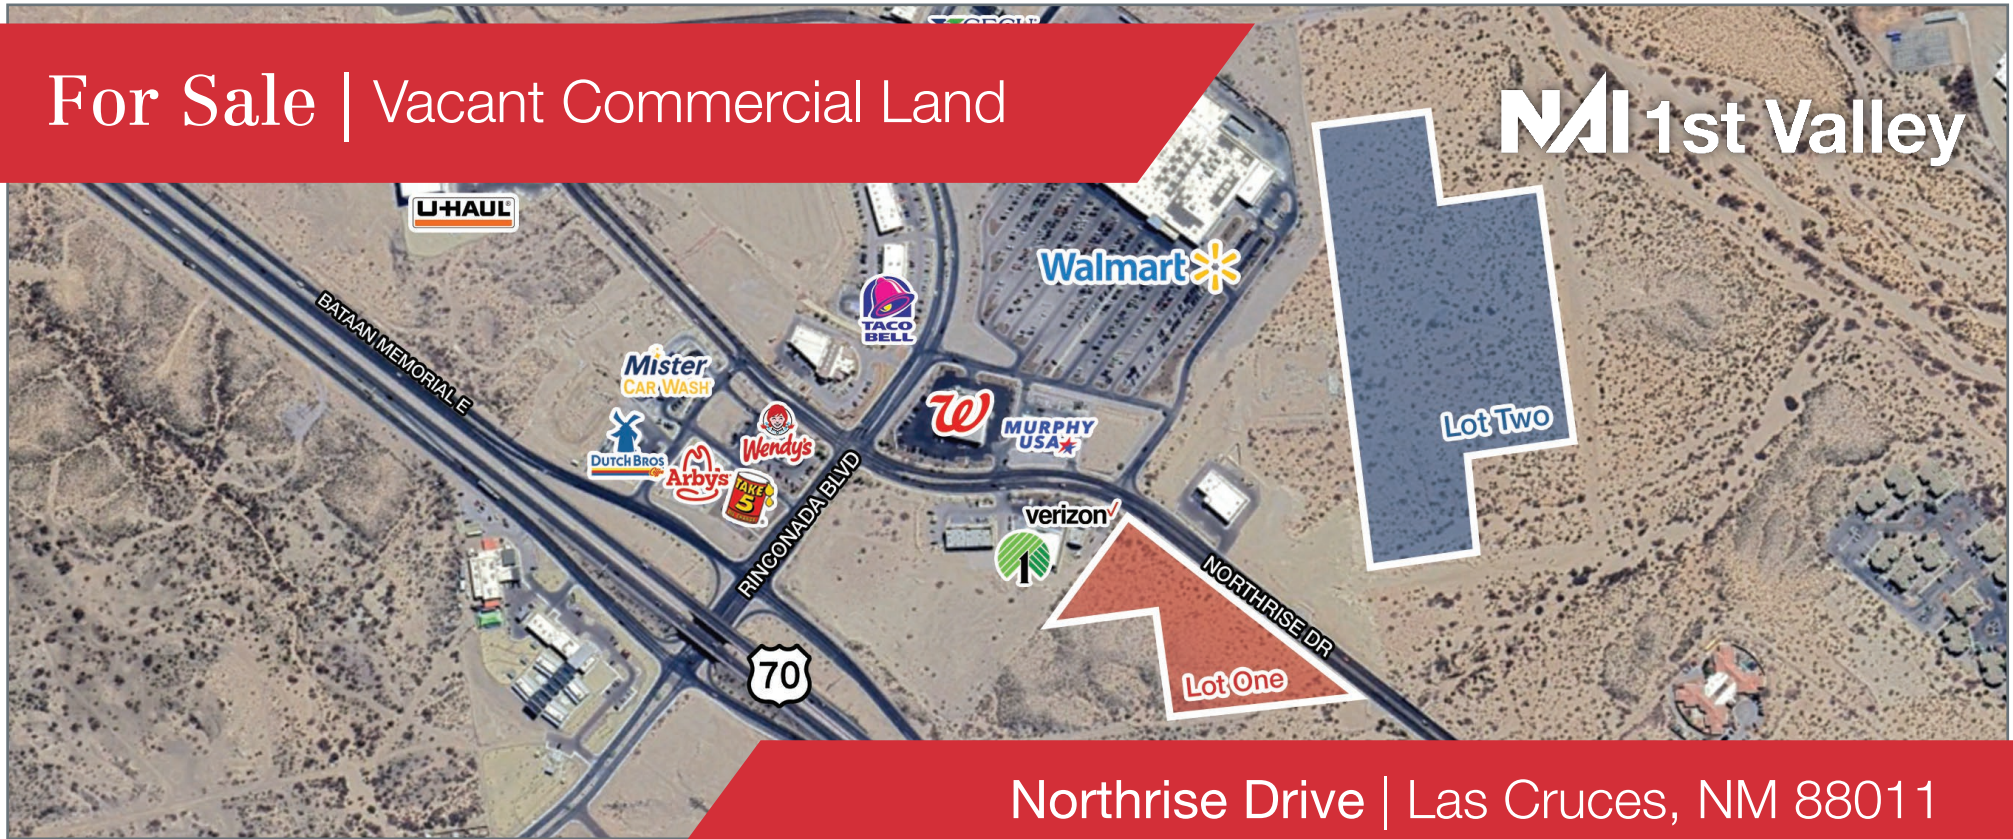 For Sale | Vacant Commercial Land
NAI 1st Valley
U-HAUL®
Walmart
TACO
BELL
BATAAN MEMORIAL E
Mister
CAR WASH
W
MURPHY
USA
Wendy's
DUTCH BROS
Arby's
TAKE
5
RINCONADA BLVD
Lot Two
verizon
1
NORTHRISE DR
70
Lot One
Northrise Drive | Las Cruces, NM 88011